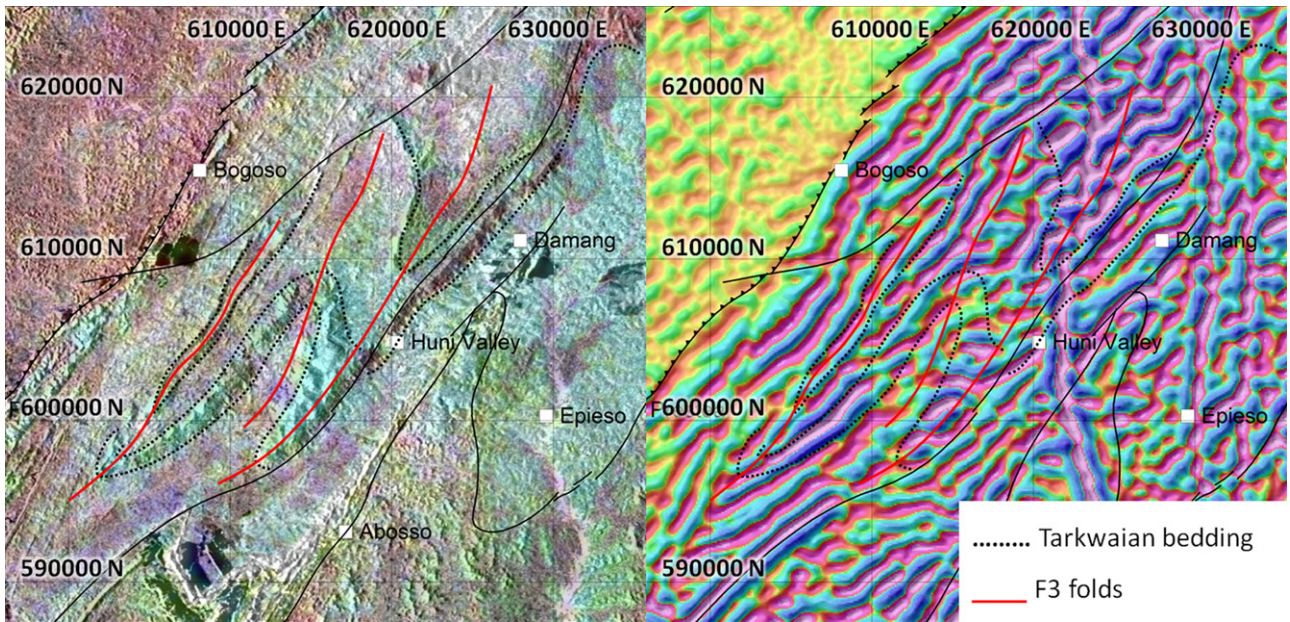 610000 E 620000 E 630000 E
620000 N
Bogoso
610000 N
Damang
Huni Valley
600000 N
Epieso
Abosso
590000 N
610000 E 620000 E 630000 E
620000 N
Bogoso
610000 N
Damang
Huni Valley
600000 N
Epieso
590000 N
Tarkwaian bedding
F3 folds